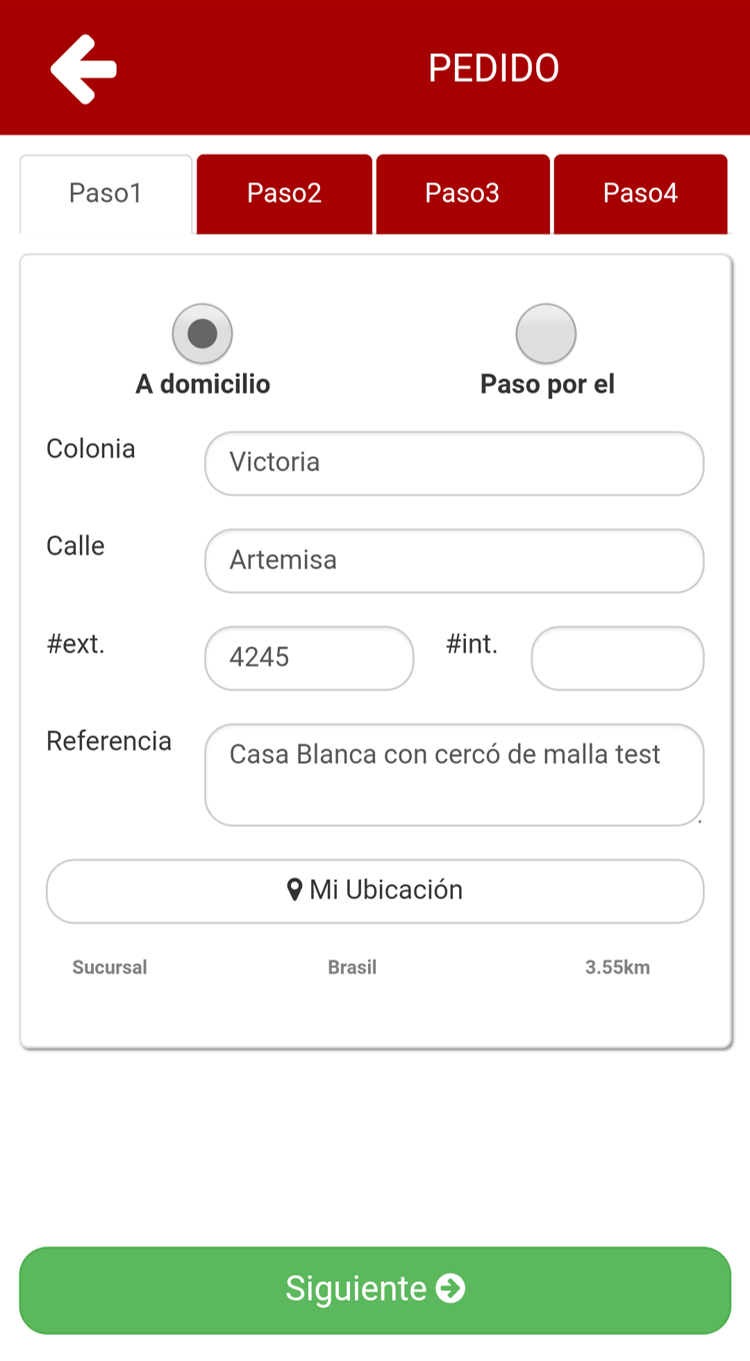 PEDIDO
Paso1 Paso2 Paso3 Paso4
A domicilio Paso por el
Colonia Victoria
Calle Artemisa
#ext. 4245 #int.
Referencia Casa Blanca con cercó de malla test
Mi Ubicación
Sucursal Brasil 3.55km
Siguiente